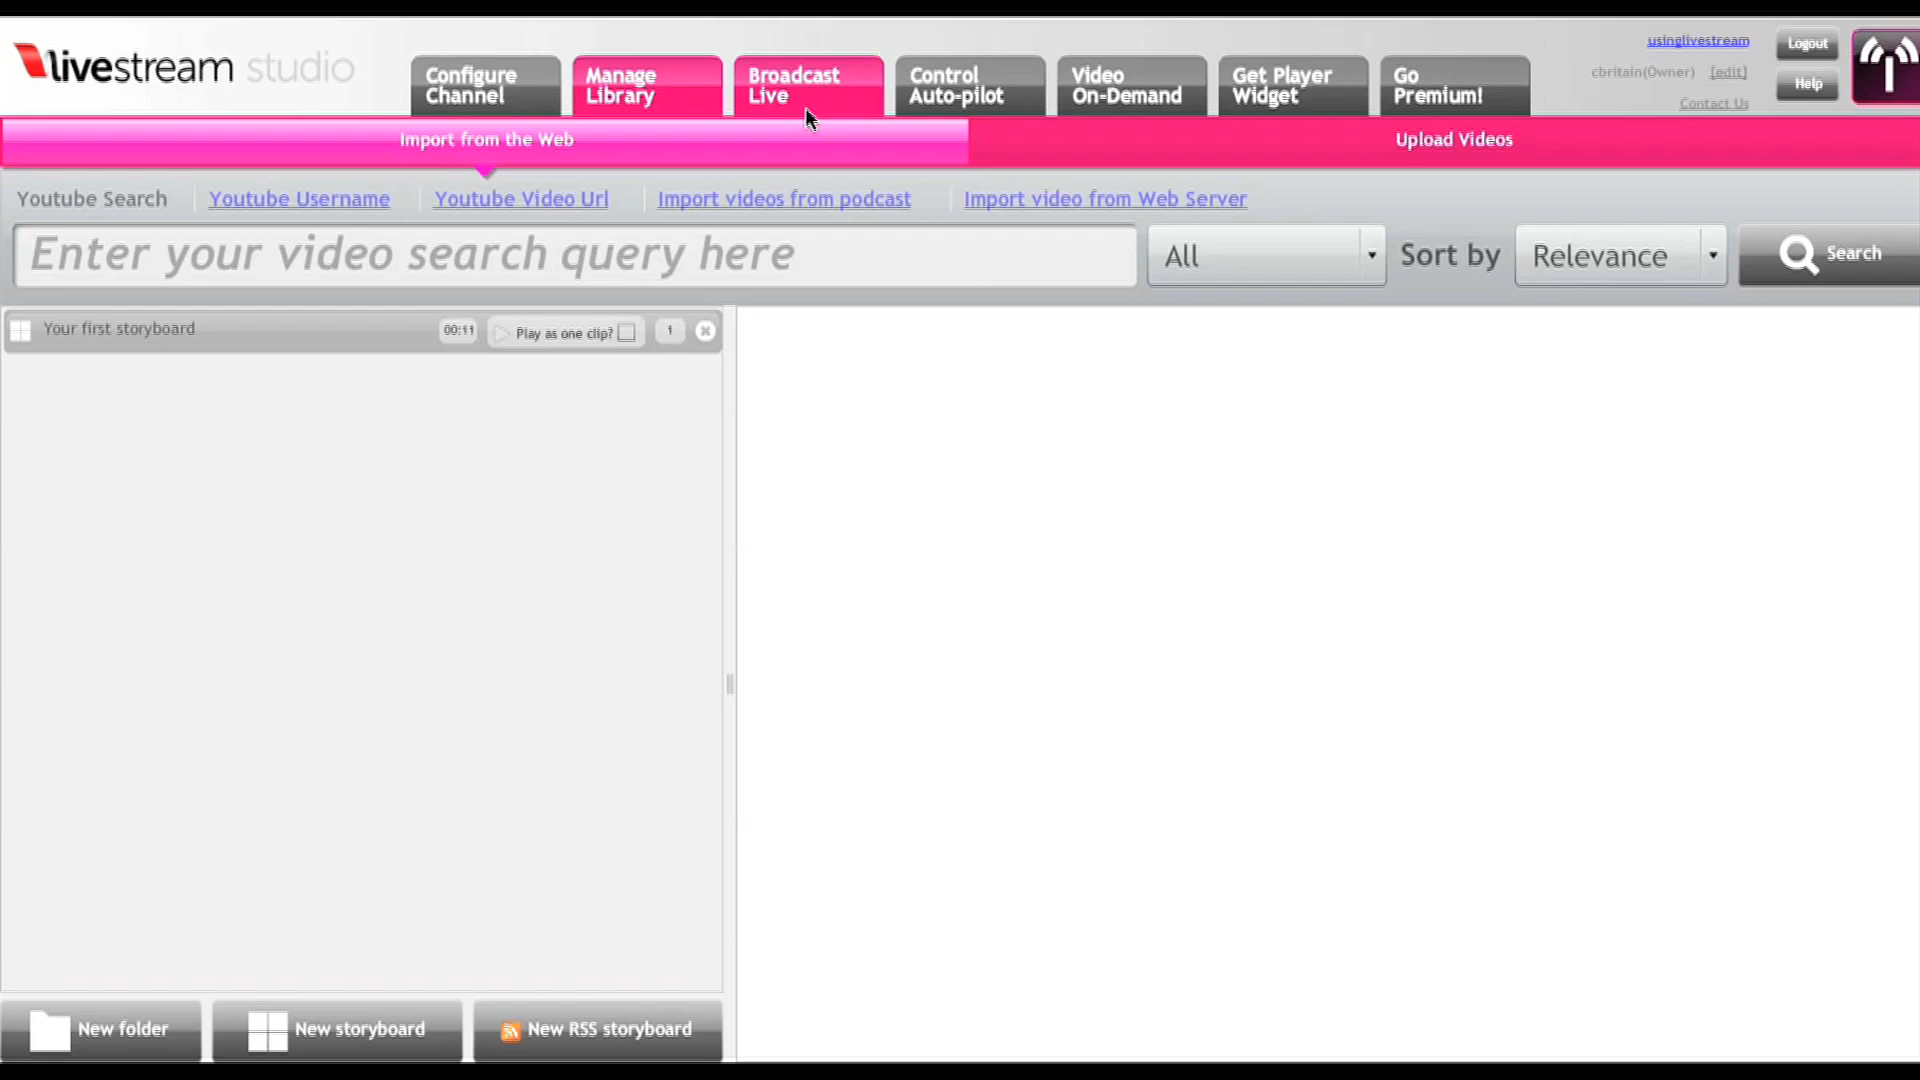 livestream studio
Configure Channel
Manage Library
Broadcast Live
Control Auto-pilot
Video On-Demand
Get Player Widget
Go Premium!
usinglivestream
cbritain(Owner) [edit]
Contact Us
Logout
Help
Import from the Web
Upload Videos
Youtube Search
Youtube Username
Youtube Video Url
Import videos from podcast
Import video from Web Server
Enter your video search query here
All
Sort by
Relevance
Search
Your first storyboard
00:11
Play as one clip?
1
New folder
New storyboard
New RSS storyboard